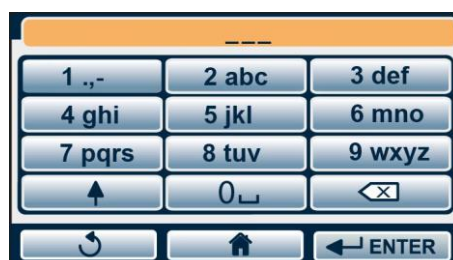 ___
1 .,- 2 abc 3 def
4 ghi 5 jkl 6 mno
7 pqrs 8 tuv 9 wxyz
0⎵
ENTER